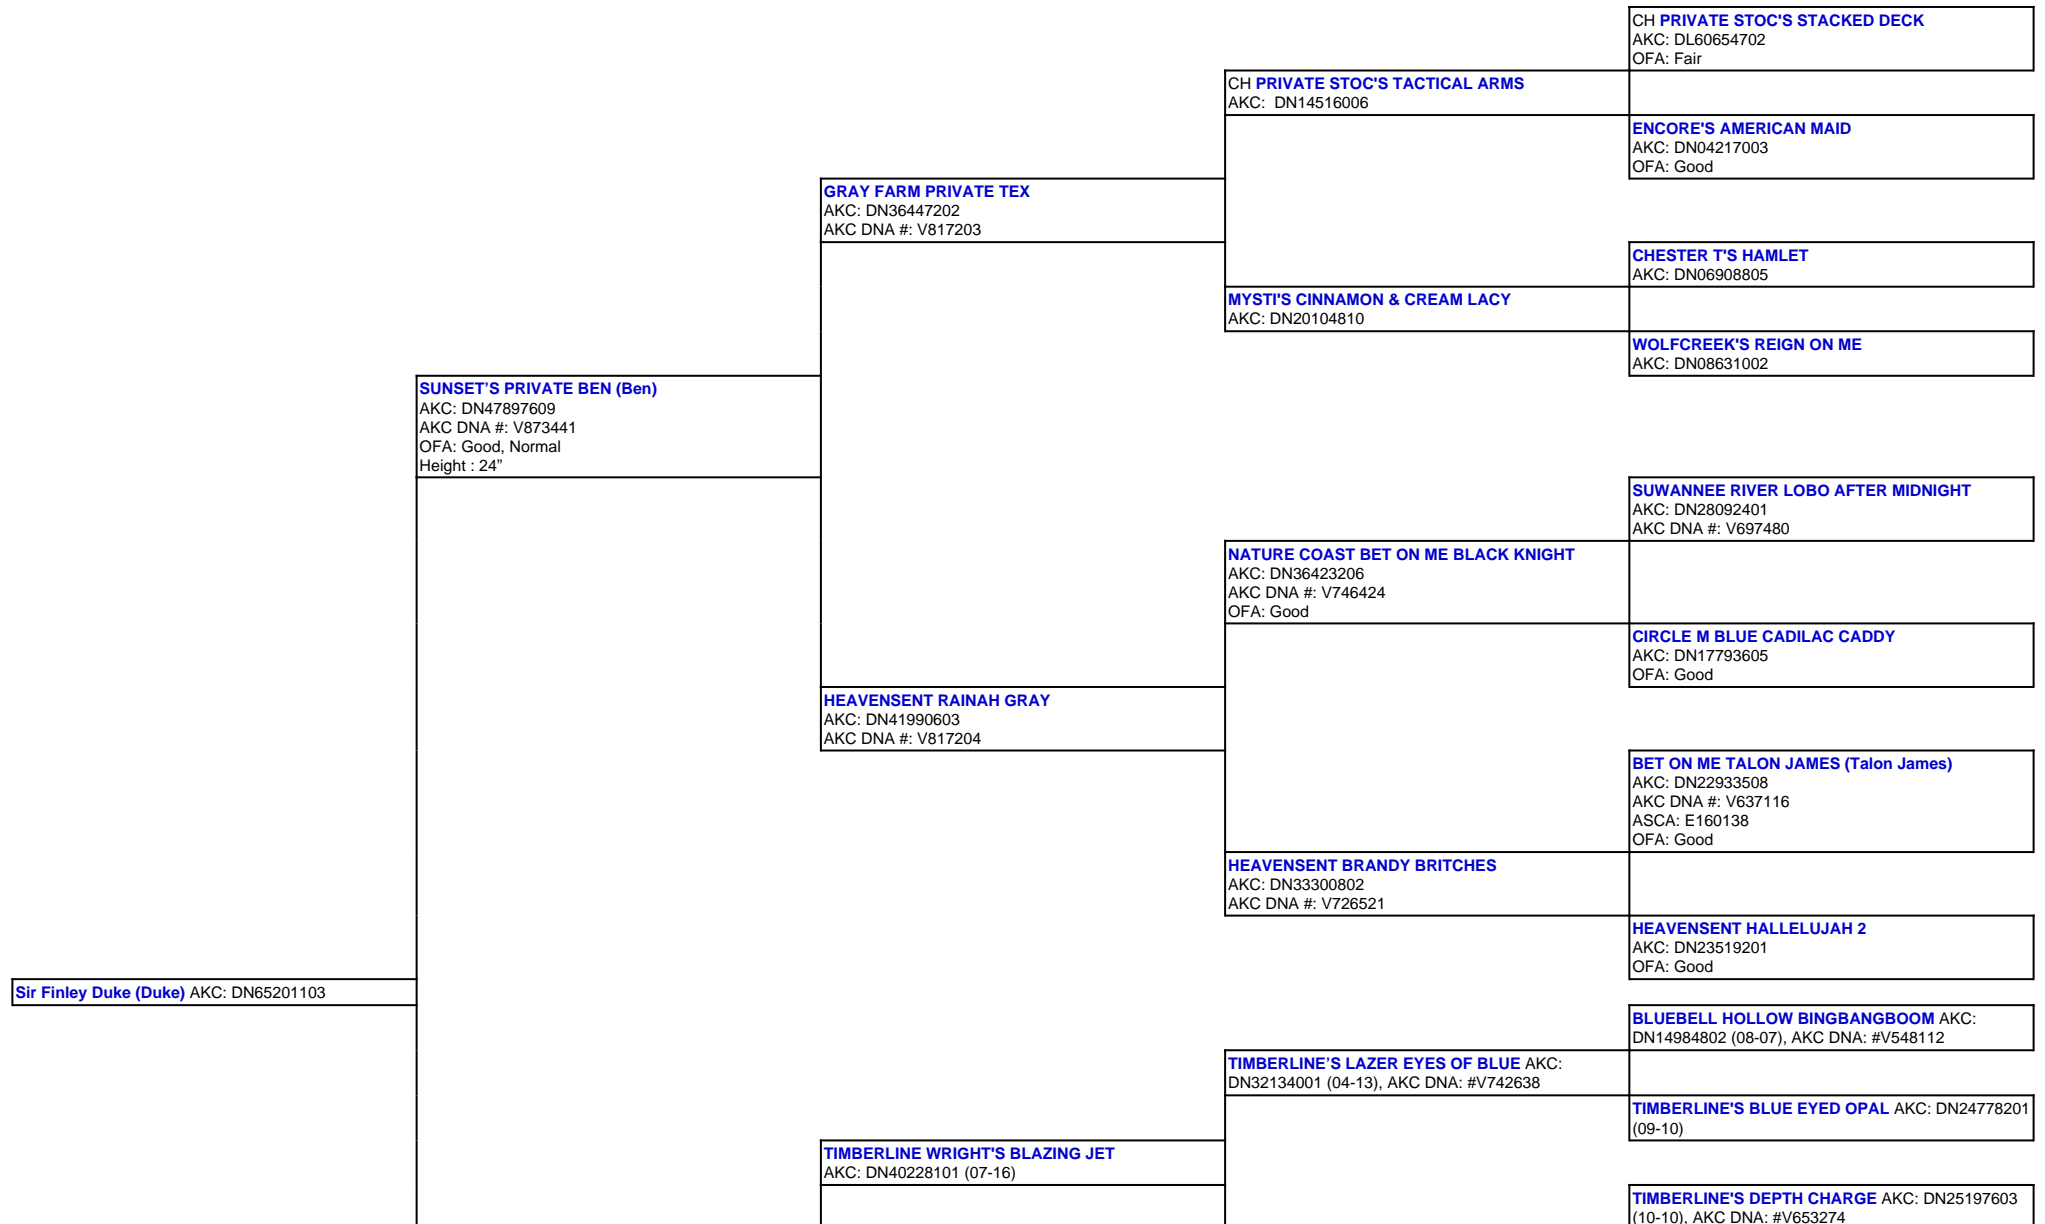 CH PRIVATE STOC'S STACKED DECK
AKC: DL60654702
OFA: Fair
CH PRIVATE STOC'S TACTICAL ARMS
AKC:  DN14516006
ENCORE'S AMERICAN MAID
AKC: DN04217003
OFA: Good
GRAY FARM PRIVATE TEX
AKC: DN36447202
AKC DNA #: V817203
CHESTER T'S HAMLET
AKC: DN06908805
MYSTI'S CINNAMON & CREAM LACY
AKC: DN20104810
WOLFCREEK'S REIGN ON ME
AKC: DN08631002
SUNSET’S PRIVATE BEN (Ben)
AKC: DN47897609
AKC DNA #: V873441
OFA: Good, Normal
Height : 24”
SUWANNEE RIVER LOBO AFTER MIDNIGHT
AKC: DN28092401
AKC DNA #: V697480
NATURE COAST BET ON ME BLACK KNIGHT
AKC: DN36423206
AKC DNA #: V746424
OFA: Good
CIRCLE M BLUE CADILAC CADDY
AKC: DN17793605
OFA: Good
HEAVENSENT RAINAH GRAY
AKC: DN41990603
AKC DNA #: V817204
BET ON ME TALON JAMES (Talon James)
AKC: DN22933508
AKC DNA #: V637116
ASCA: E160138
OFA: Good
HEAVENSENT BRANDY BRITCHES
AKC: DN33300802
AKC DNA #: V726521
HEAVENSENT HALLELUJAH 2
AKC: DN23519201
OFA: Good
Sir Finley Duke (Duke) AKC: DN65201103
BLUEBELL HOLLOW BINGBANGBOOM AKC:
DN14984802 (08-07), AKC DNA: #V548112
TIMBERLINE’S LAZER EYES OF BLUE AKC:
DN32134001 (04-13), AKC DNA: #V742638
TIMBERLINE'S BLUE EYED OPAL AKC: DN24778201
(09-10)
TIMBERLINE WRIGHT'S BLAZING JET
AKC: DN40228101 (07-16)
TIMBERLINE'S DEPTH CHARGE AKC: DN25197603
(10-10), AKC DNA: #V653274